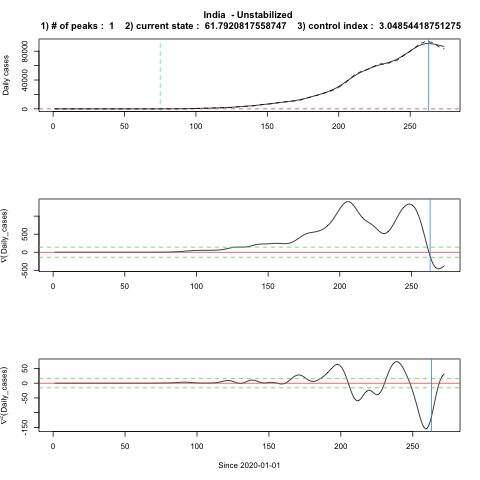 India - Unstabilized
1) # of peaks : 1 2) current state : 61.7920817558747 3) control index : 3.04854418751275
Daily cases
0 40000 80000
0 50 100 150 200 250
∇(Daily_cases)
-500 0 500
0 50 100 150 200 250
∇²(Daily_cases)
-150 -50 0 50
0 50 100 150 200 250
Since 2020-01-01